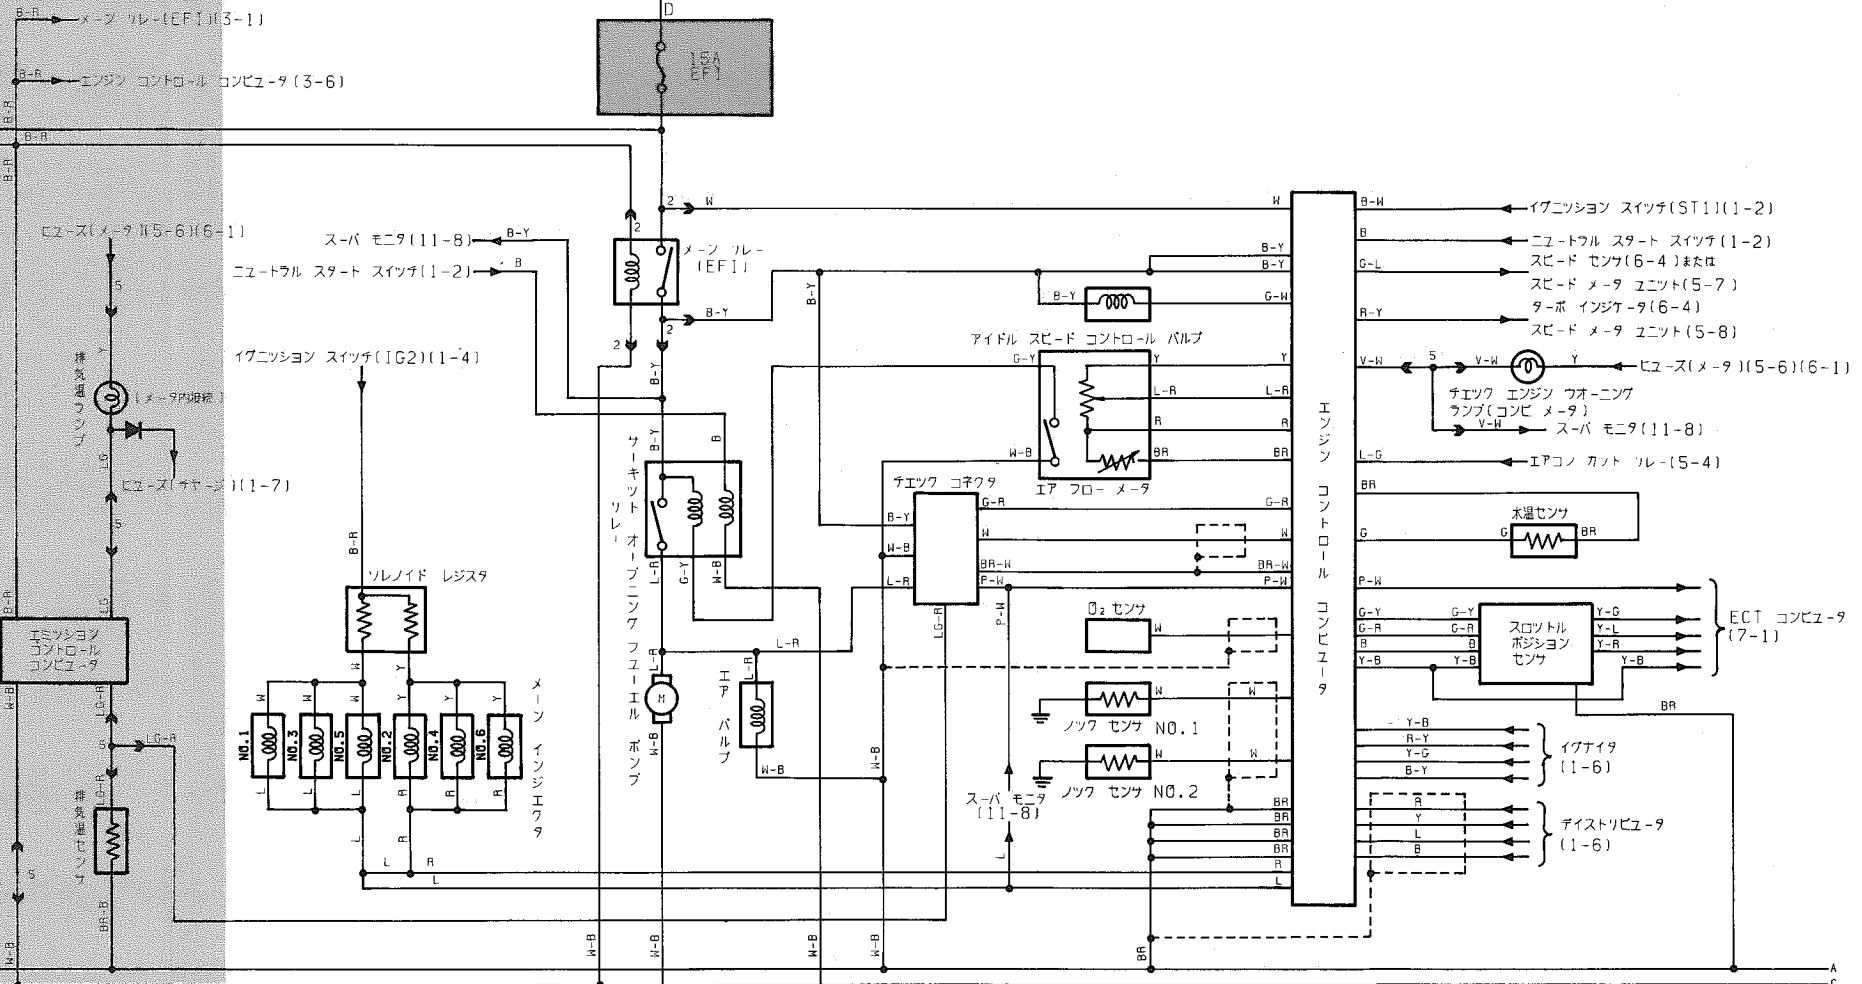 B-R
メーン リレー(EFI)(3-1)
B-R
エンジン コントロール コンピュータ(3-6)
B-R
B-R
B-R
D
15A
EFI
2
W
W
2
メーン リレー
(EFI)
2
B-Y
2
B-Y
ヒューズ(メータ)(5-6)(6-1)
スーパ モニタ(11-8)
B-Y
ニュートラル スタート スイッチ(1-2)
B
イグニッション スイッチ(IG2)(1-4)
5
Y
排気温ランプ
(メータ内接続)
LG
ヒューズ(チャージ)(1-7)
5
LG
B-R
エミッション
コントロール
コンピュータ
W-B
LG-R
5
LG-R
LG-R
排気温センサ
5
BR-B
W-B
B-R
ソレノイド レジスタ
W
Y
W
W
Y
Y
NO.1
NO.3
NO.5
NO.2
NO.4
NO.6
メーン インジェクタ
L
L
L
R
R
R
L
R
L
R
L
B-Y
B
サーキット オープニング リレー
L-R
G-Y
W-B
L-R
フューエル ポンプ
M
W-B
W-B
W-B
L-R
L-R
エア バルブ
W-B
W-B
W-B
W-B
B-Y
B-Y
B-Y
B-Y
G-W
アイドル スピード コントロール バルブ
G-Y
Y
Y
L-R
L-R
R
R
W-B
BR
BR
エア フロー メータ
チェック コネクタ
B-Y
W-B
L-R
LG-R
G-R
G-R
W
W
BR-W
BR-W
P-W
P-W
P-W
O₂ センサ
W
W
W
ノック センサ NO.1
W
W
ノック センサ NO.2
スーパ モニタ
(11-8)
L
BR
BR
BR
BR
R
L
BR
エンジン コントロール コンピュータ
B-W
イグニッション スイッチ(ST1)(1-2)
B
ニュートラル スタート スイッチ(1-2)
G-L
スピード センサ(6-4)または
スピード メータ ユニット(5-7)
R-Y
ターボ インジケータ(6-4)
スピード メータ ユニット(5-8)
V-W
5
V-W
Y
ヒューズ(メータ)(5-6)(6-1)
チェック エンジン ウオーニング
ランプ(コンビ メータ)
V-W
スーパ モニタ(11-8)
L-G
エアコン カット リレー(5-4)
BR
水温センサ
G
G
BR
P-W
G-Y
G-Y
G-R
G-R
B
B
Y-B
Y-B
スロットル
ポジション
センサ
Y-G
Y-L
Y-R
Y-B
ECT コンピュータ
(7-1)
BR
Y-B
R-Y
Y-G
B-Y
イグナイタ
(1-6)
R
Y
L
B
ディストリビュータ
(1-6)
A